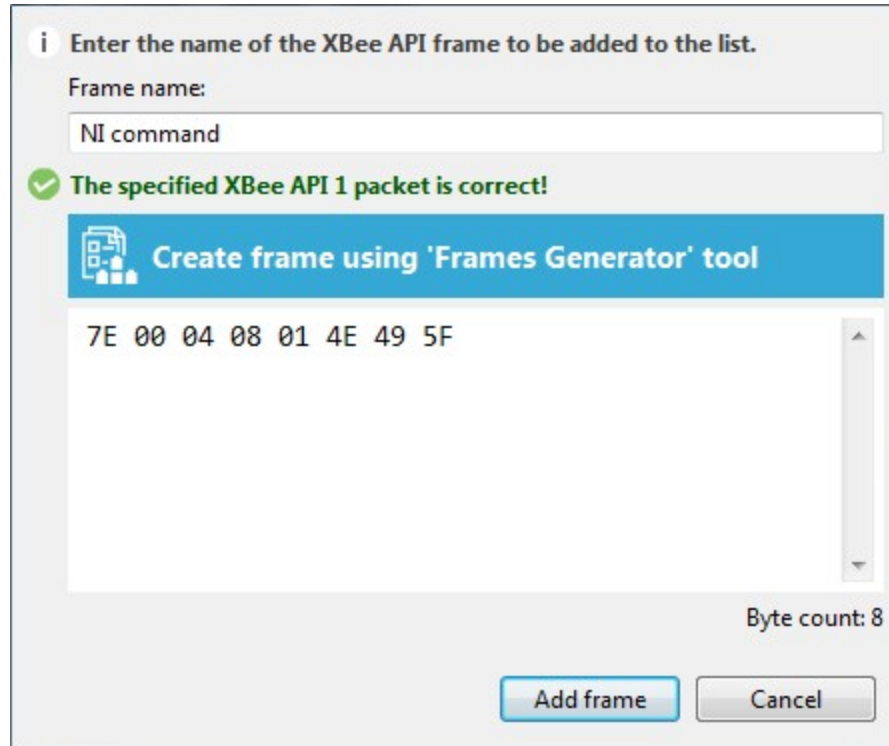 i Enter the name of the XBee API frame to be added to the list.
Frame name:
NI command
The specified XBee API 1 packet is correct!
Create frame using 'Frames Generator' tool
7E 00 04 08 01 4E 49 5F
Byte count: 8
Add frame Cancel